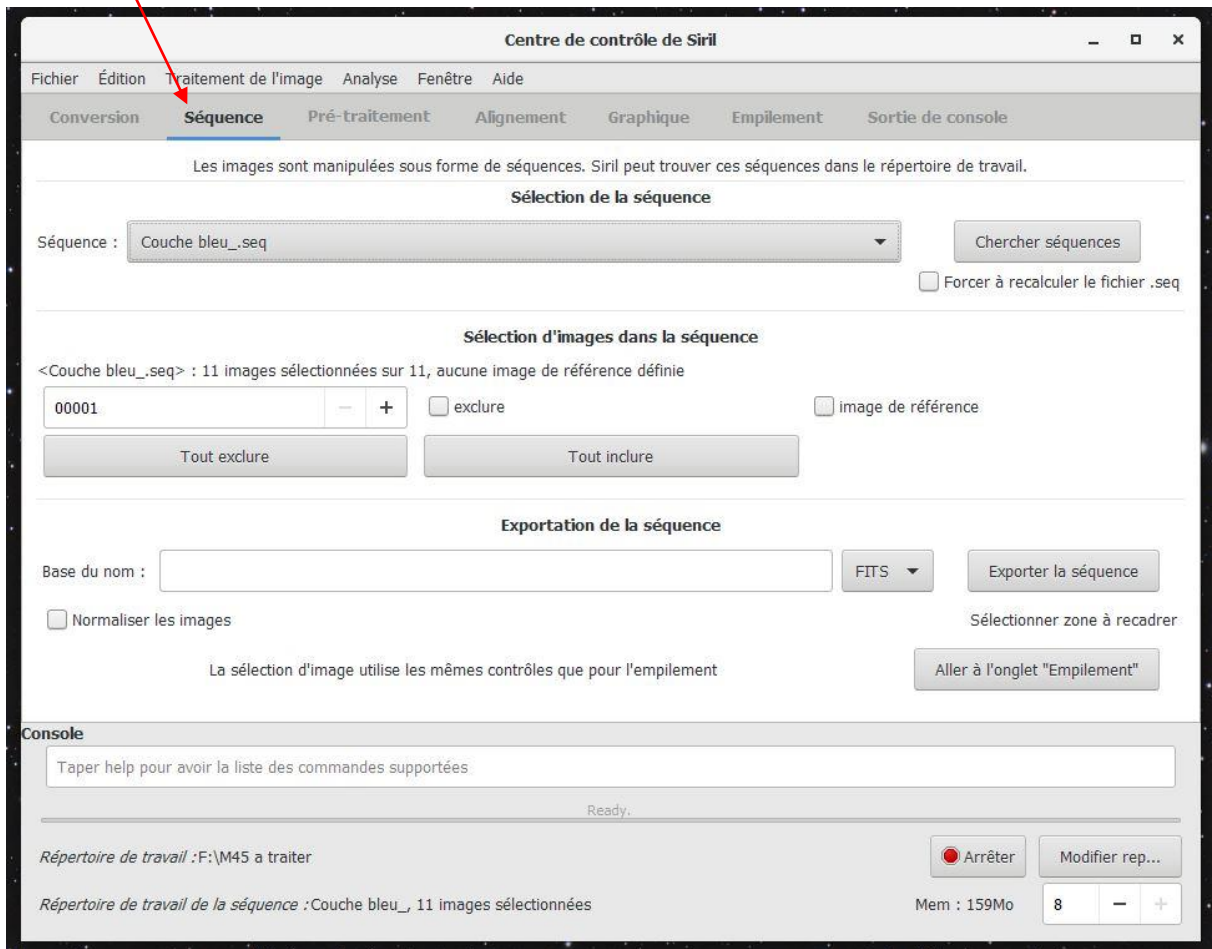 Centre de contrôle de Siril
Fichier Édition Traitement de l'image Analyse Fenêtre Aide
Conversion Séquence Pré-traitement Alignement Graphique Empilement Sortie de console
Les images sont manipulées sous forme de séquences. Siril peut trouver ces séquences dans le répertoire de travail.
Sélection de la séquence
Séquence : Couche bleu_.seq Chercher séquences
Forcer à recalculer le fichier .seq
Sélection d'images dans la séquence
<Couche bleu_.seq> : 11 images sélectionnées sur 11, aucune image de référence définie
00001 exclure image de référence
Tout exclure Tout inclure
Exportation de la séquence
Base du nom : FITS Exporter la séquence
Normaliser les images Sélectionner zone à recadrer
La sélection d'image utilise les mêmes contrôles que pour l'empilement Aller à l'onglet "Empilement"
Console
Taper help pour avoir la liste des commandes supportées
Ready.
Répertoire de travail :F:\M45 a traiter Arrêter Modifier rep...
Répertoire de travail de la séquence :Couche bleu_, 11 images sélectionnées Mem : 159Mo 8